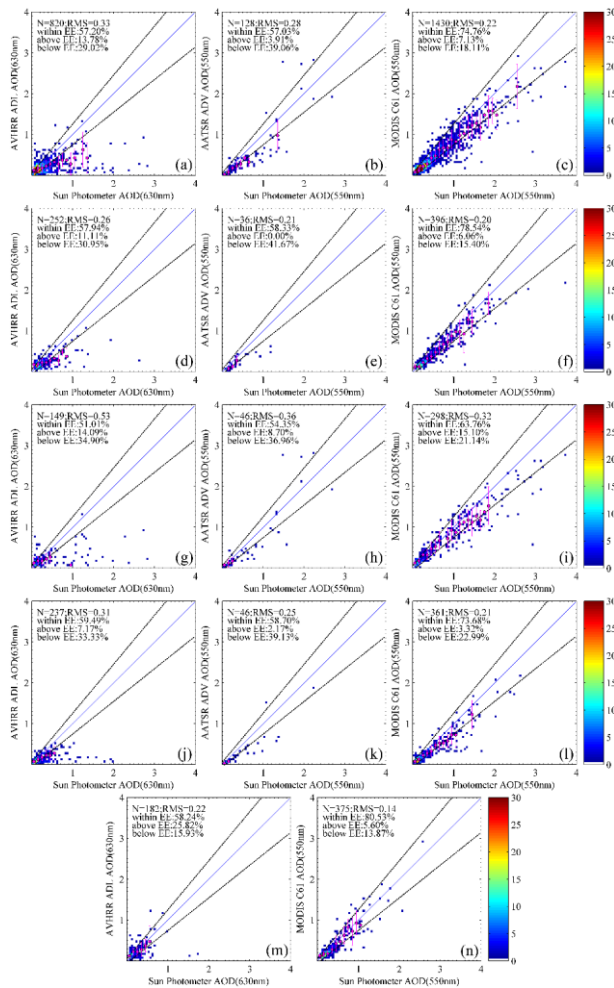 N=820;RMS=0.33
within EE:57.20%
above EE:13.78%
below EE:29.02%
AVHRR ADL AOD(630nm)
Sun Photometer AOD(630nm)
(a)
N=128;RMS=0.28
within EE:57.03%
above EE:3.91%
below EE:39.06%
AATSR ADV AOD(550nm)
Sun Photometer AOD(550nm)
(b)
N=1430;RMS=0.22
within EE:74.76%
above EE:7.13%
below EE:18.11%
MODIS C61 AOD(550nm)
Sun Photometer AOD(550nm)
(c)
N=252;RMS=0.26
within EE:57.94%
above EE:11.11%
below EE:30.95%
AVHRR ADL AOD(630nm)
Sun Photometer AOD(630nm)
(d)
N=36;RMS=0.21
within EE:58.33%
above EE:0.00%
below EE:41.67%
AATSR ADV AOD(550nm)
Sun Photometer AOD(550nm)
(e)
N=396;RMS=0.20
within EE:78.54%
above EE:6.06%
below EE:15.40%
MODIS C61 AOD(550nm)
Sun Photometer AOD(550nm)
(f)
N=149;RMS=0.53
within EE:51.01%
above EE:14.09%
below EE:34.90%
AVHRR ADL AOD(630nm)
Sun Photometer AOD(630nm)
(g)
N=46;RMS=0.36
within EE:54.35%
above EE:8.70%
below EE:36.96%
AATSR ADV AOD(550nm)
Sun Photometer AOD(550nm)
(h)
N=298;RMS=0.32
within EE:63.76%
above EE:15.10%
below EE:21.14%
MODIS C61 AOD(550nm)
Sun Photometer AOD(550nm)
(i)
N=237;RMS=0.31
within EE:59.49%
above EE:7.17%
below EE:33.33%
AVHRR ADL AOD(630nm)
Sun Photometer AOD(630nm)
(j)
N=46;RMS=0.25
within EE:58.70%
above EE:2.17%
below EE:39.13%
AATSR ADV AOD(550nm)
Sun Photometer AOD(550nm)
(k)
N=361;RMS=0.21
within EE:73.68%
above EE:3.32%
below EE:22.99%
MODIS C61 AOD(550nm)
Sun Photometer AOD(550nm)
(l)
N=182;RMS=0.22
within EE:58.24%
above EE:25.82%
below EE:15.93%
AVHRR ADL AOD(630nm)
Sun Photometer AOD(630nm)
(m)
N=375;RMS=0.14
within EE:80.53%
above EE:5.60%
below EE:13.87%
MODIS C61 AOD(550nm)
Sun Photometer AOD(550nm)
(n)